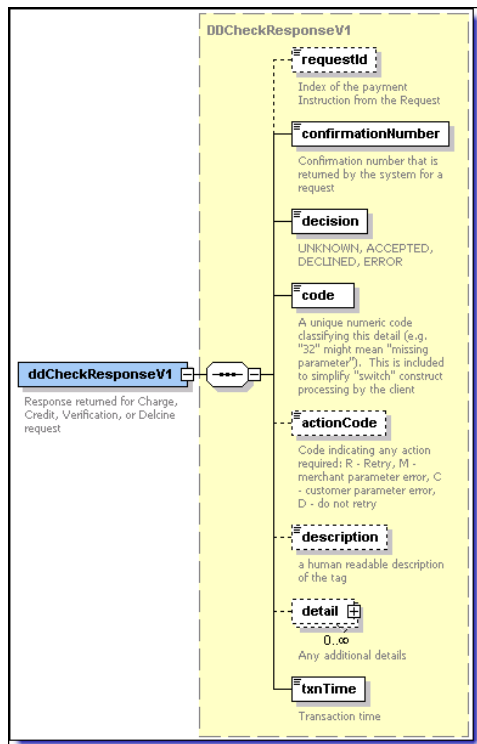 DDCheckResponseV1
requestId
Index of the payment
Instruction from the Request
confirmationNumber
Confirmation number that is
returned by the system for a
request
decision
UNKNOWN, ACCEPTED,
DECLINED, ERROR
code
A unique numeric code
classifying this detail (e.g.
"32" might mean "missing
parameter"). This is included
to simplify "switch" construct
processing by the client
ddCheckResponseV1
Response returned for Charge,
Credit, Verification, or Delcine
request
actionCode
Code indicating any action
required: R - Retry, M -
merchant parameter error, C
- customer parameter error,
D - do not retry
description
a human readable description
of the tag
detail
0..∞
Any additional details
txnTime
Transaction time